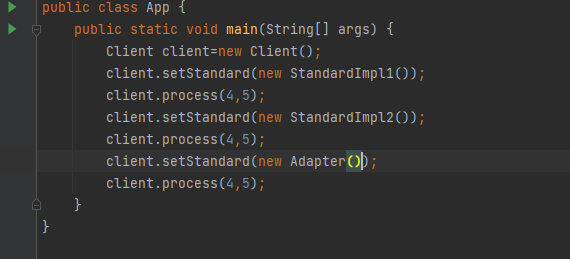 public class App {
    public static void main(String[] args) {
        Client client=new Client();
        client.setStandard(new StandardImpl1());
        client.process(4,5);
        client.setStandard(new StandardImpl2());
        client.process(4,5);
        client.setStandard(new Adapter());
        client.process(4,5);
    }
}